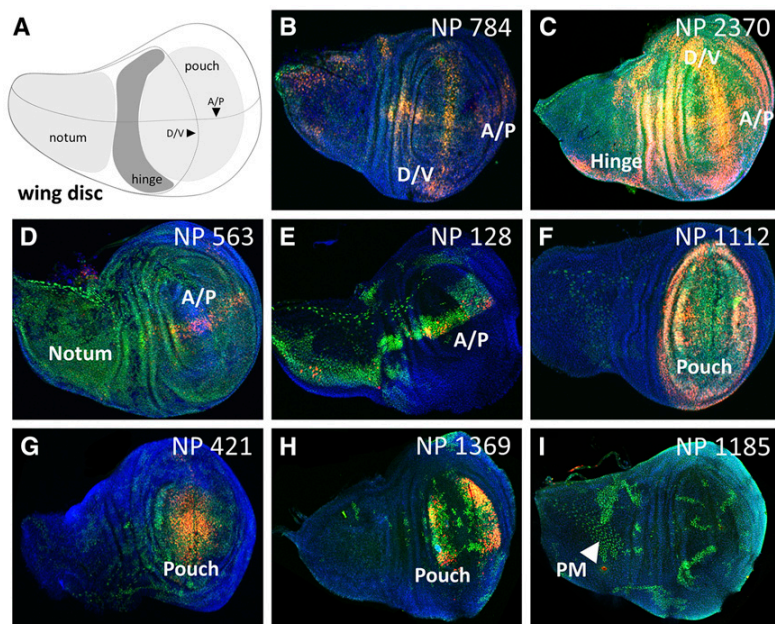 A
pouch
A/P
notum
D/V
hinge
wing disc
B
NP 784
D/V
A/P
C
NP 2370
D/V
A/P
Hinge
D
NP 563
A/P
Notum
E
NP 128
A/P
F
NP 1112
Pouch
G
NP 421
Pouch
H
NP 1369
Pouch
I
NP 1185
PM